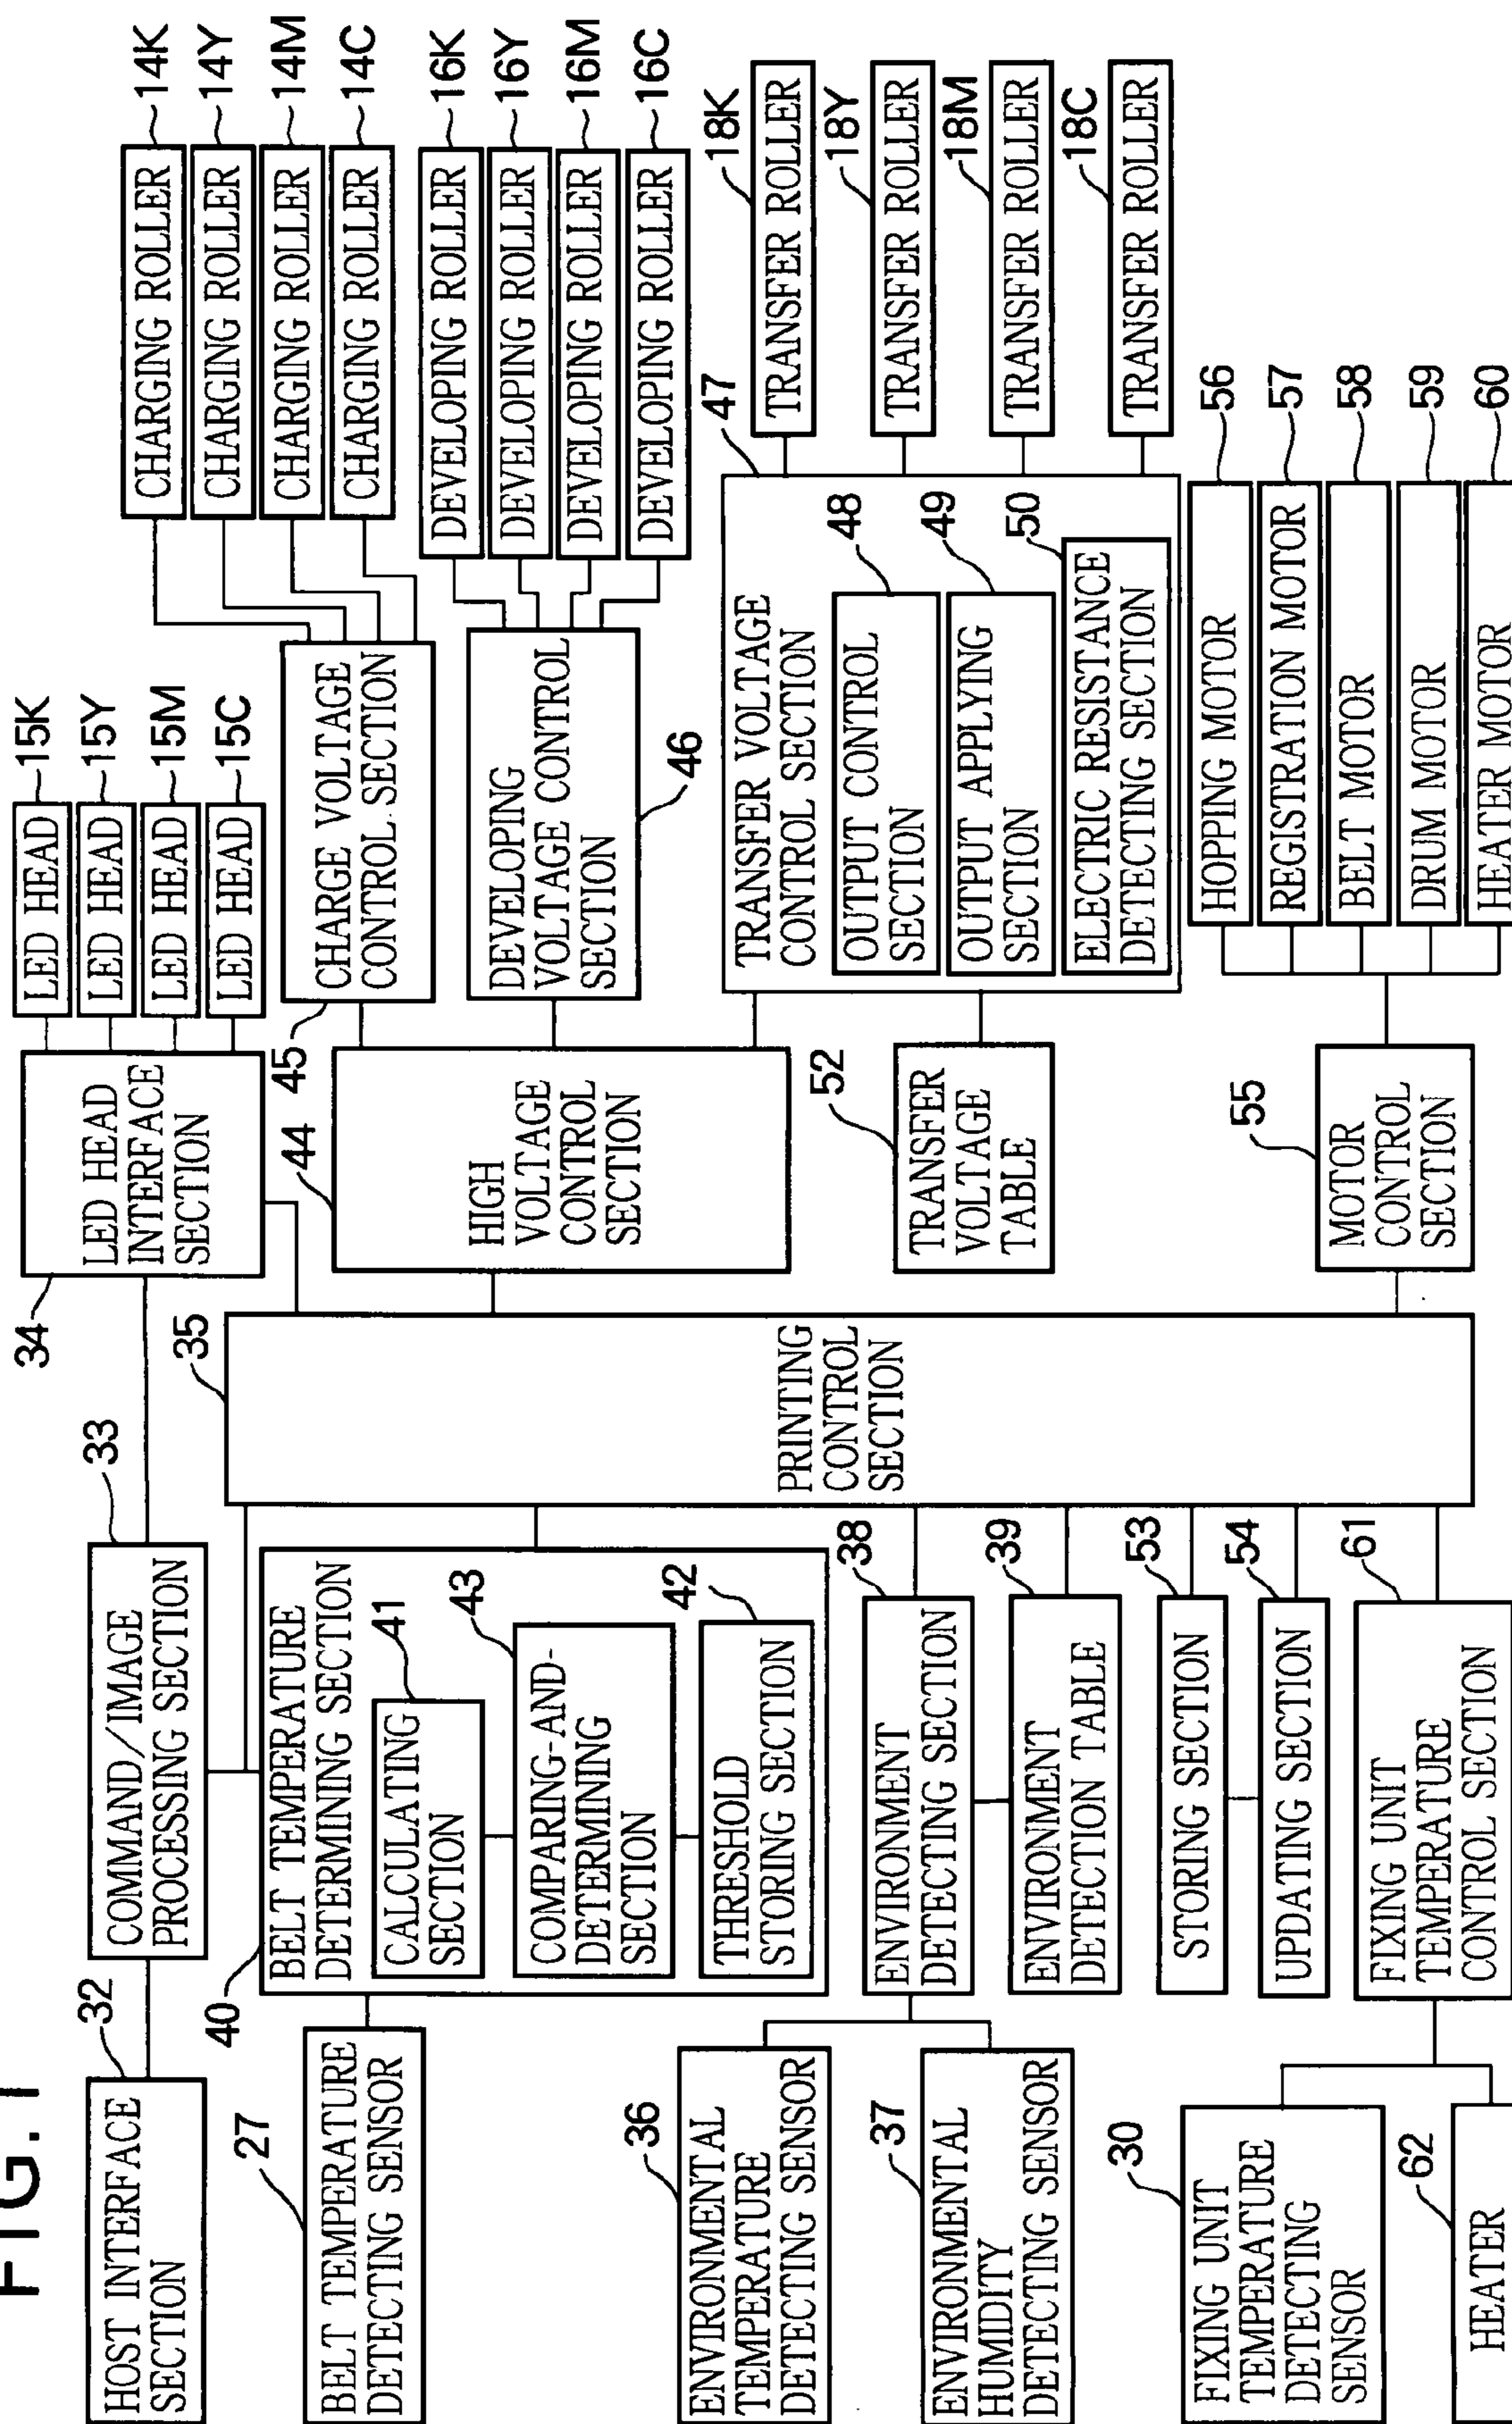 FIG.1
HOST INTERFACE
SECTION
32
COMMAND/IMAGE
PROCESSING SECTION
33
34
LED HEAD
INTERFACE
SECTION
LED HEAD
15K
LED HEAD
15Y
LED HEAD
15M
LED HEAD
15C
27
BELT TEMPERATURE
DETECTING SENSOR
40
BELT TEMPERATURE
DETERMINING SECTION
CALCULATING
SECTION
41
COMPARING-AND-
DETERMINING
SECTION
43
THRESHOLD
STORING SECTION
42
35
PRINTING
CONTROL
SECTION
44
HIGH
VOLTAGE
CONTROL
SECTION
45
CHARGE VOLTAGE
CONTROL SECTION
CHARGING ROLLER
14K
CHARGING ROLLER
14Y
CHARGING ROLLER
14M
CHARGING ROLLER
14C
DEVELOPING
VOLTAGE CONTROL
SECTION
46
DEVELOPING ROLLER
16K
DEVELOPING ROLLER
16Y
DEVELOPING ROLLER
16M
DEVELOPING ROLLER
16C
36
ENVIRONMENTAL
TEMPERATURE
DETECTING SENSOR
37
ENVIRONMENTAL
HUMIDITY
DETECTING SENSOR
ENVIRONMENT
DETECTING SECTION
38
ENVIRONMENT
DETECTION TABLE
39
52
TRANSFER
VOLTAGE
TABLE
TRANSFER VOLTAGE
CONTROL SECTION
47
OUTPUT CONTROL
SECTION
48
OUTPUT APPLYING
SECTION
49
ELECTRIC RESISTANCE
DETECTING SECTION
50
TRANSFER ROLLER
18K
TRANSFER ROLLER
18Y
TRANSFER ROLLER
18M
TRANSFER ROLLER
18C
STORING SECTION
53
UPDATING SECTION
54
30
FIXING UNIT
TEMPERATURE
DETECTING
SENSOR
62
HEATER
FIXING UNIT
TEMPERATURE
CONTROL SECTION
61
55
MOTOR
CONTROL
SECTION
HOPPING MOTOR
56
REGISTRATION MOTOR
57
BELT MOTOR
58
DRUM MOTOR
59
HEATER MOTOR
60